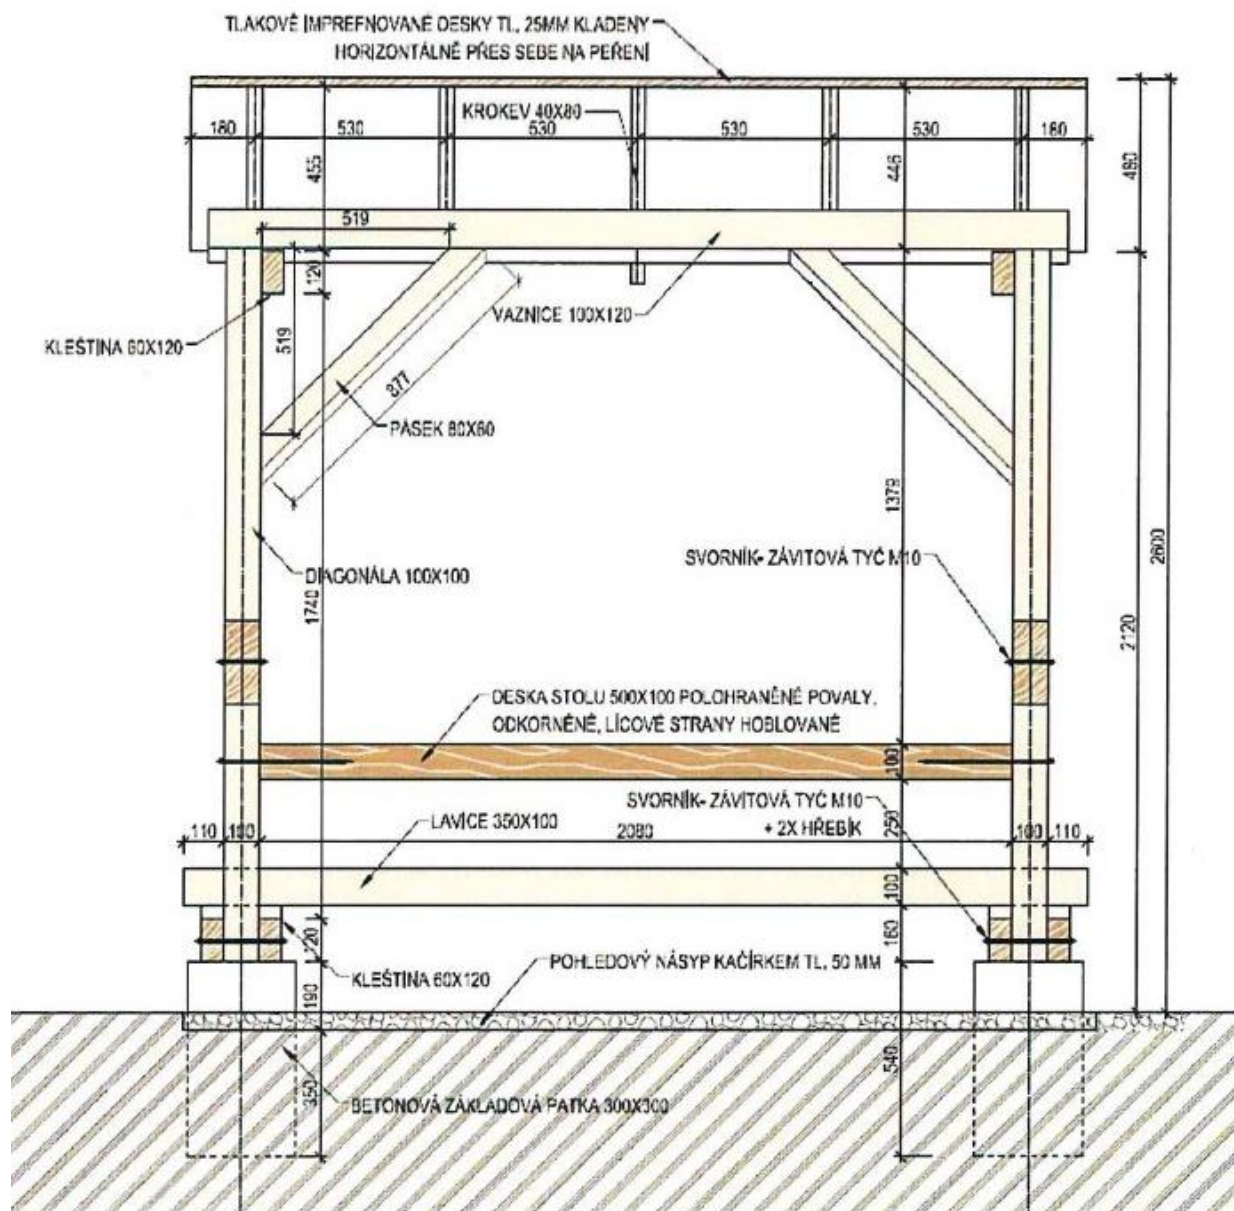 TLAKOVĚ IMPREFNOVANÉ DESKY TL. 25MM KLADENY
HORIZONTÁLNĚ PŘES SEBE NA PEŘENÍ
KROKEV 40X80
180
530
530
530
530
180
455
446
480
519
120
VAZNICE 100X120
KLEŠTINA 60X120
519
877
PÁSEK 80X60
1379
2600
SVORNÍK- ZÁVITOVÁ TYČ M10
DIAGONÁLA 100X100
1740
2120
DESKA STOLU 500X100 POLOHRANĚNÉ POVALY,
ODKORNĚNÉ, LÍCOVÉ STRANY HOBLOVANÉ
100
SVORNÍK- ZÁVITOVÁ TYČ M10
+ 2X HŘEBÍK
LAVICE 350X100
110
100
2080
250
100
110
100
120
160
KLEŠTINA 60X120
POHLEDOVÝ NÁSYP KAČÍRKEM TL. 50 MM
190
540
350
BETONOVÁ ZÁKLADOVÁ PATKA 300X300